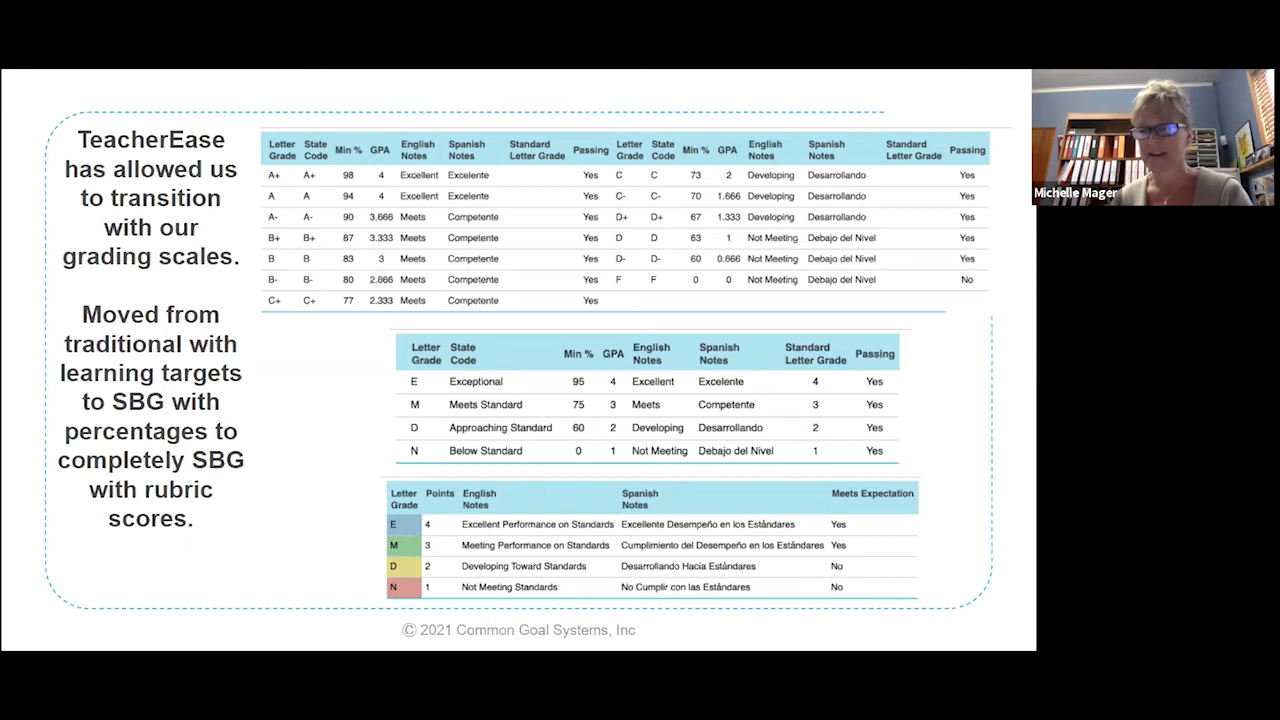 TeacherEase
has allowed us
to transition
with our
grading scales.
Moved from
traditional with
learning targets
to SBG with
percentages to
completely SBG
with rubric
scores.
Letter Grade State Code Min % GPA English Notes Spanish Notes Standard Letter Grade Passing Letter Grade State Code Min % GPA English Notes Spanish Notes Standard Letter Grade Passing
A+ A+ 98 4 Excellent Excelente Yes C C 73 2 Developing Desarrollando Yes
A A 94 4 Excellent Excelente Yes C- C- 70 1.666 Developing Desarrollando Yes
A- A- 90 3.666 Meets Competente Yes D+ D+ 67 1.333 Developing Desarrollando Yes
B+ B+ 87 3.333 Meets Competente Yes D D 63 1 Not Meeting Debajo del Nivel Yes
B B 83 3 Meets Competente Yes D- D- 60 0.666 Not Meeting Debajo del Nivel Yes
B- B- 80 2.666 Meets Competente Yes F F 0 0 Not Meeting Debajo del Nivel No
C+ C+ 77 2.333 Meets Competente Yes
Letter Grade State Code Min % GPA English Notes Spanish Notes Standard Letter Grade Passing
E Exceptional 95 4 Excellent Excelente 4 Yes
M Meets Standard 75 3 Meets Competente 3 Yes
D Approaching Standard 60 2 Developing Desarrollando 2 Yes
N Below Standard 0 1 Not Meeting Debajo del Nivel 1 Yes
Letter Grade Points English Notes Spanish Notes Meets Expectation
E 4 Excellent Performance on Standards Excellente Desempeño en los Estándares Yes
M 3 Meeting Performance on Standards Cumplimiento del Desempeño en los Estándares Yes
D 2 Developing Toward Standards Desarrollando Hacia Estándares No
N 1 Not Meeting Standards No Cumplir con las Estándares No
© 2021 Common Goal Systems, Inc
Michelle Mager